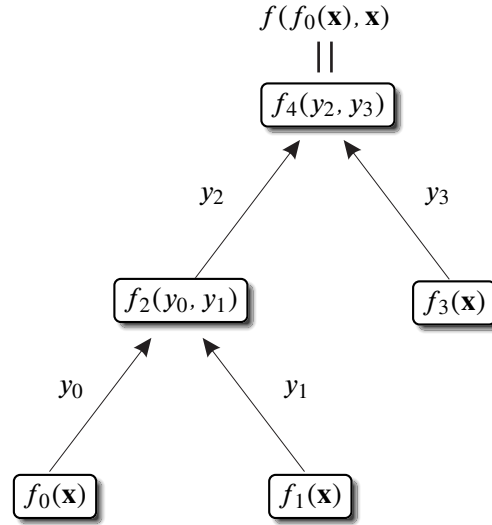 f(f₀(𝐱), 𝐱)
f₄(y₂, y₃)
y₂ y₃
f₂(y₀, y₁) f₃(𝐱)
y₀ y₁
f₀(𝐱) f₁(𝐱)